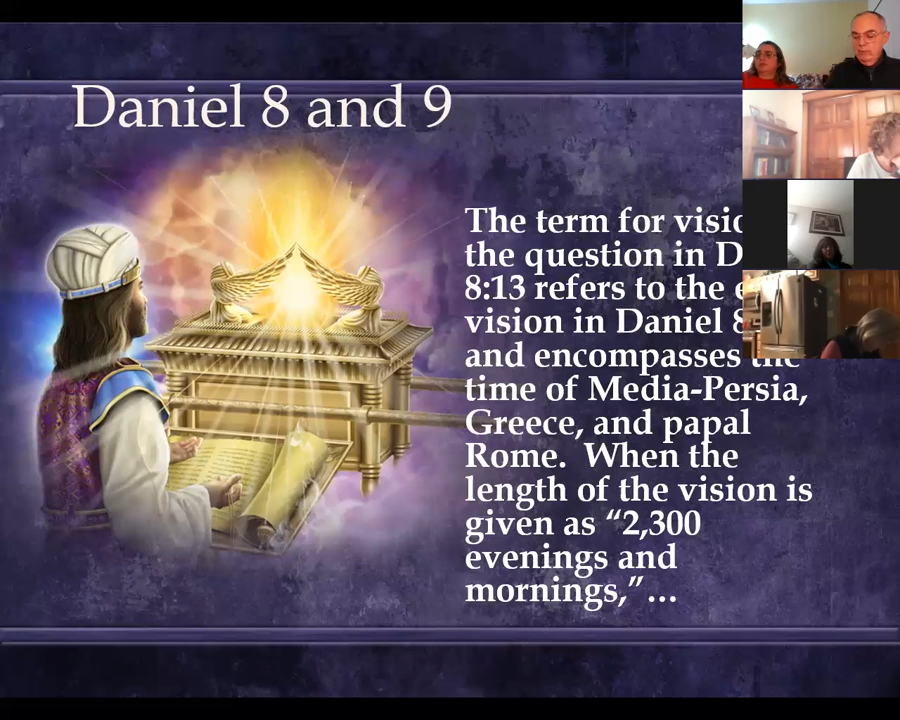 Daniel 8 and 9
The term for
the question in
8:13 refers to the
vision in Daniel
and encompasses the
time of Media-Persia,
Greece, and papal
Rome. When the
length of the vision is
given as “2,300
evenings and
mornings,”…